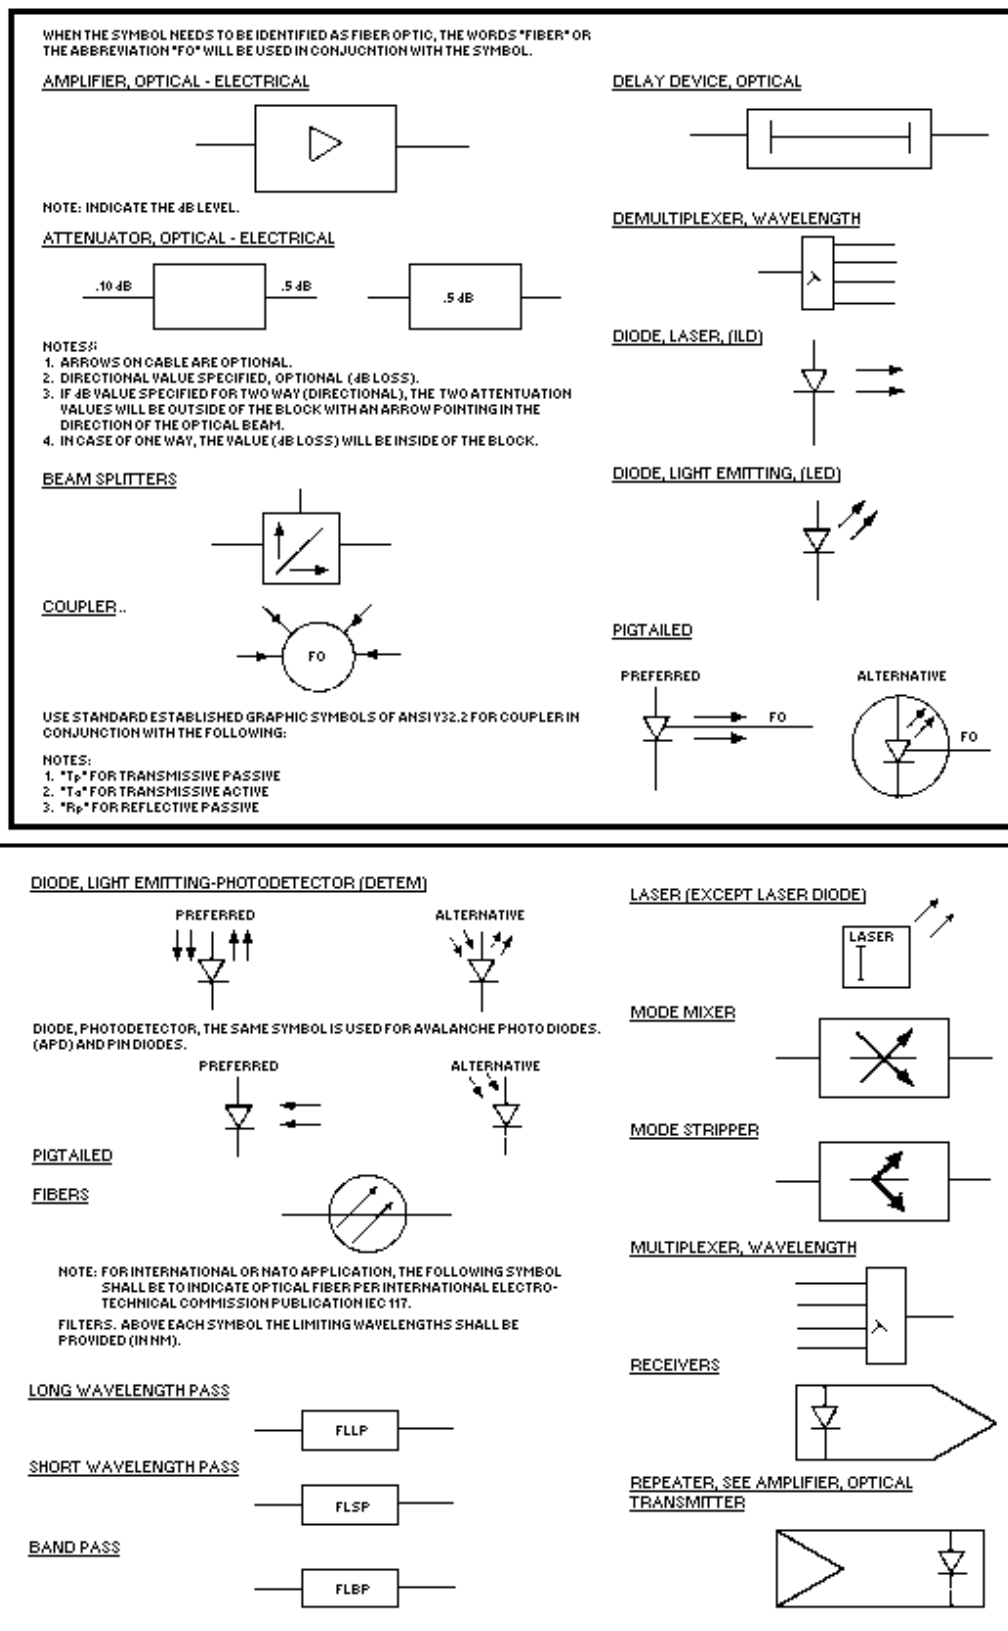 WHEN THE SYMBOL NEEDS TO BE IDENTIFIED AS FIBER OPTIC, THE WORDS "FIBER" OR
THE ABBREVIATION "FO" WILL BE USED IN CONJUCNTION WITH THE SYMBOL.
AMPLIFIER, OPTICAL - ELECTRICAL
NOTE: INDICATE THE dB LEVEL.
ATTENUATOR, OPTICAL - ELECTRICAL
.10 dB
.5 dB
.5 dB
NOTES:
1. ARROWS ON CABLE ARE OPTIONAL.
2. DIRECTIONAL VALUE SPECIFIED, OPTIONAL (dB LOSS).
3. IF dB VALUE SPECIFIED FOR TWO WAY (DIRECTIONAL), THE TWO ATTENTUATION
VALUES WILL BE OUTSIDE OF THE BLOCK WITH AN ARROW POINTING IN THE
DIRECTION OF THE OPTICAL BEAM.
4. IN CASE OF ONE WAY, THE VALUE (dB LOSS) WILL BE INSIDE OF THE BLOCK.
BEAM SPLITTERS
COUPLER..
FO
USE STANDARD ESTABLISHED GRAPHIC SYMBOLS OF ANSI Y32.2 FOR COUPLER IN
CONJUNCTION WITH THE FOLLOWING:
NOTES:
1. "Tp" FOR TRANSMISSIVE PASSIVE
2. "Ta" FOR TRANSMISSIVE ACTIVE
3. "Rp" FOR REFLECTIVE PASSIVE
DELAY DEVICE, OPTICAL
DEMULTIPLEXER, WAVELENGTH
λ
DIODE, LASER, (ILD)
DIODE, LIGHT EMITTING, (LED)
PIGTAILED
PREFERRED
FO
ALTERNATIVE
FO
DIODE, LIGHT EMITTING-PHOTODETECTOR (DETEM)
PREFERRED
ALTERNATIVE
DIODE, PHOTODETECTOR, THE SAME SYMBOL IS USED FOR AVALANCHE PHOTO DIODES.
(APD) AND PIN DIODES.
PREFERRED
ALTERNATIVE
PIGTAILED
FIBERS
NOTE: FOR INTERNATIONAL OR NATO APPLICATION, THE FOLLOWING SYMBOL
SHALL BE TO INDICATE OPTICAL FIBER PER INTERNATIONAL ELECTRO-
TECHNICAL COMMISSION PUBLICATION IEC 117.
FILTERS. ABOVE EACH SYMBOL THE LIMITING WAVELENGTHS SHALL BE
PROVIDED (IN NM).
LONG WAVELENGTH PASS
FLLP
SHORT WAVELENGTH PASS
FLSP
BAND PASS
FLBP
LASER (EXCEPT LASER DIODE)
LASER
MODE MIXER
MODE STRIPPER
MULTIPLEXER, WAVELENGTH
λ
RECEIVERS
REPEATER, SEE AMPLIFIER, OPTICAL
TRANSMITTER